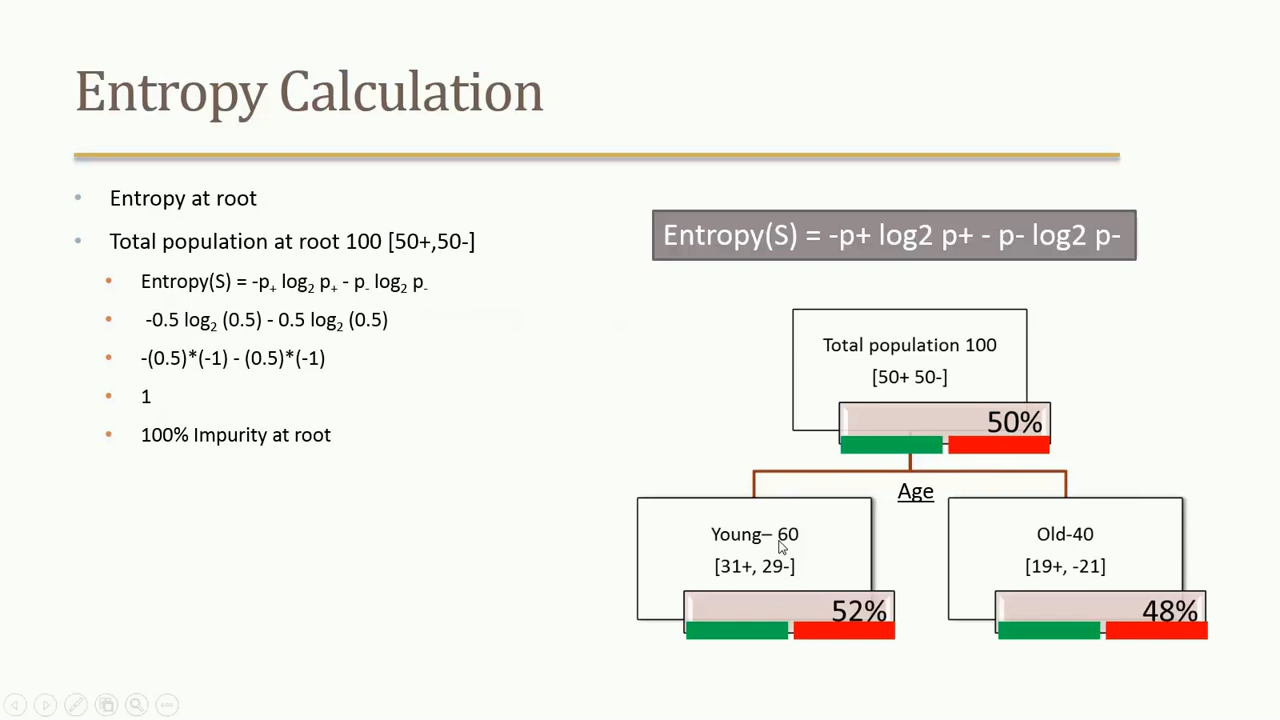 Entropy Calculation
Entropy at root
Total population at root 100 [50+,50-]
Entropy(S) = -p₊ log₂ p₊ - p₋ log₂ p₋
-0.5 log₂ (0.5) - 0.5 log₂ (0.5)
-(0.5)*(-1) - (0.5)*(-1)
1
100% Impurity at root
Entropy(S) = -p+ log2 p+ - p- log2 p-
Total population 100
[50+ 50-]
50%
Age
Young– 60
[31+, 29-]
52%
Old-40
[19+, -21]
48%